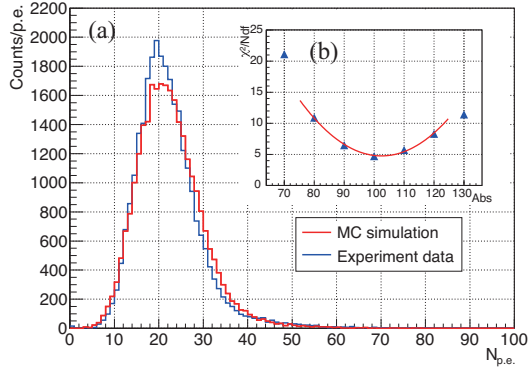 Counts/p.e.
2200
2000
1800
1600
1400
1200
1000
800
600
400
200
0
(a)
0 10 20 30 40 50 60 70 80 90 100
N_{p.e.}
χ²/Ndf
25
20
15
10
5
0
(b)
70 80 90 100 110 120 130 Abs
MC simulation
Experiment data